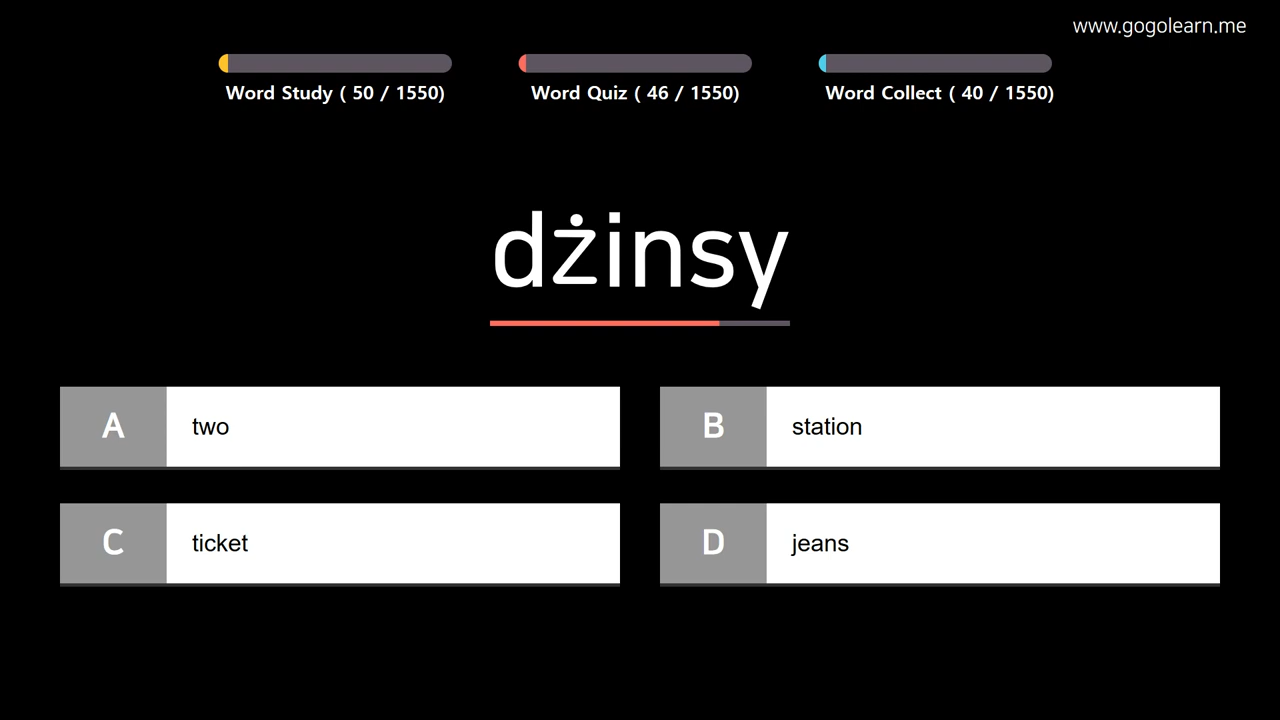 www.gogolearn.me
Word Study ( 50 / 1550)
Word Quiz ( 46 / 1550)
Word Collect ( 40 / 1550)
dżinsy
A two
B station
C ticket
D jeans